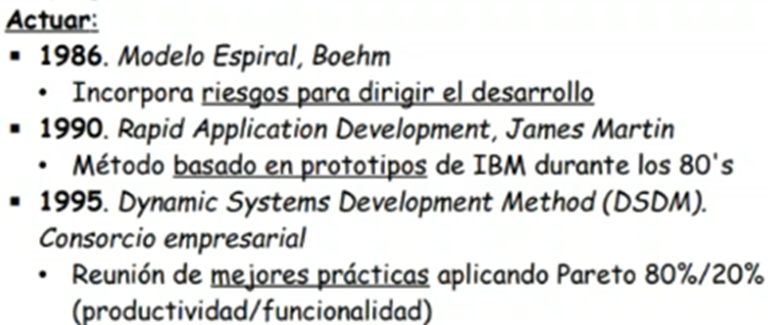 Actuar:
▪ 1986. Modelo Espiral, Boehm
• Incorpora riesgos para dirigir el desarrollo
▪ 1990. Rapid Application Development, James Martin
• Método basado en prototipos de IBM durante los 80's
▪ 1995. Dynamic Systems Development Method (DSDM).
Consorcio empresarial
• Reunión de mejores prácticas aplicando Pareto 80%/20%
(productividad/funcionalidad)